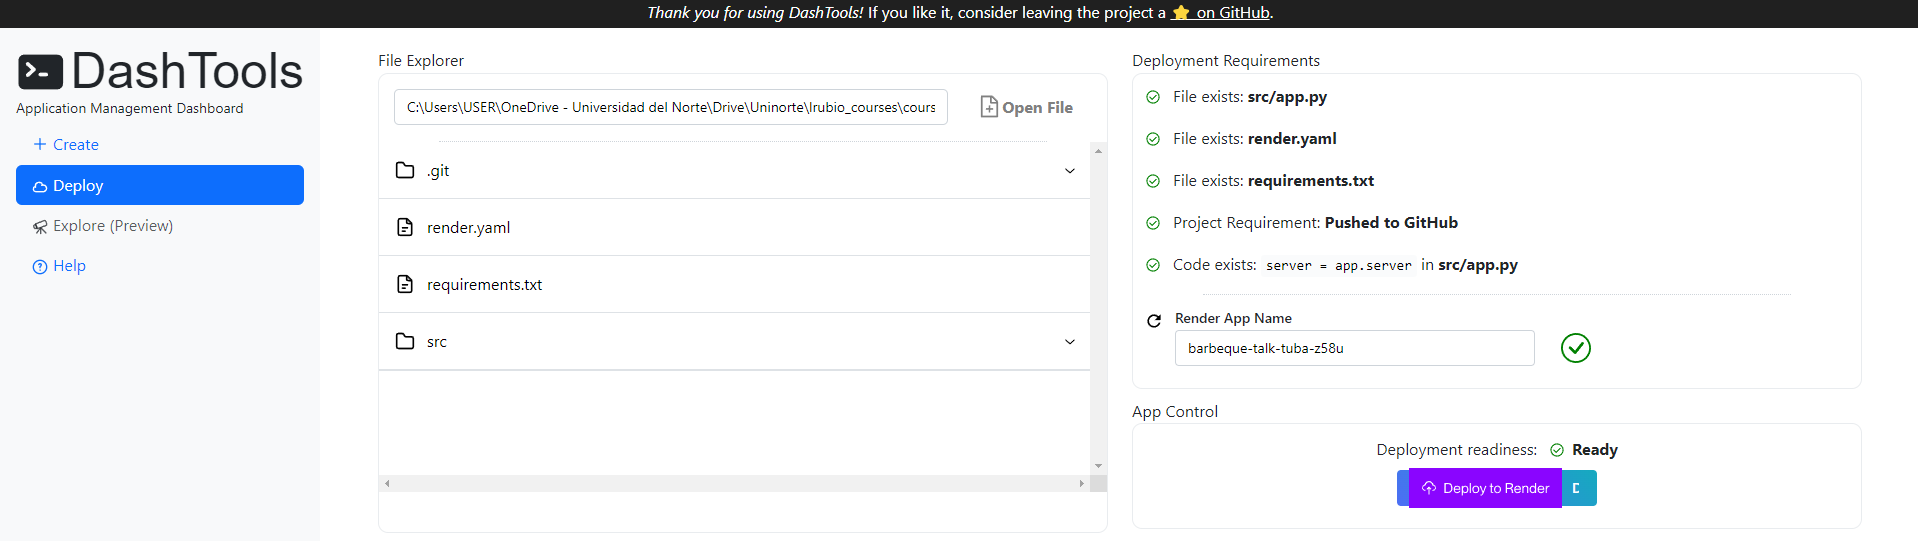 Thank you for using DashTools! If you like it, consider leaving the project a ⭐ on GitHub.
DashTools
Application Management Dashboard
Create
Deploy
Explore (Preview)
Help
File Explorer
C:\Users\USER\OneDrive - Universidad del Norte\Drive\Uninorte\lrubio_courses\cours
Open File
.git
render.yaml
requirements.txt
src
Deployment Requirements
File exists: src/app.py
File exists: render.yaml
File exists: requirements.txt
Project Requirement: Pushed to GitHub
Code exists: server = app.server in src/app.py
Render App Name
barbeque-talk-tuba-z58u
App Control
Deployment readiness: Ready
Deploy to Render